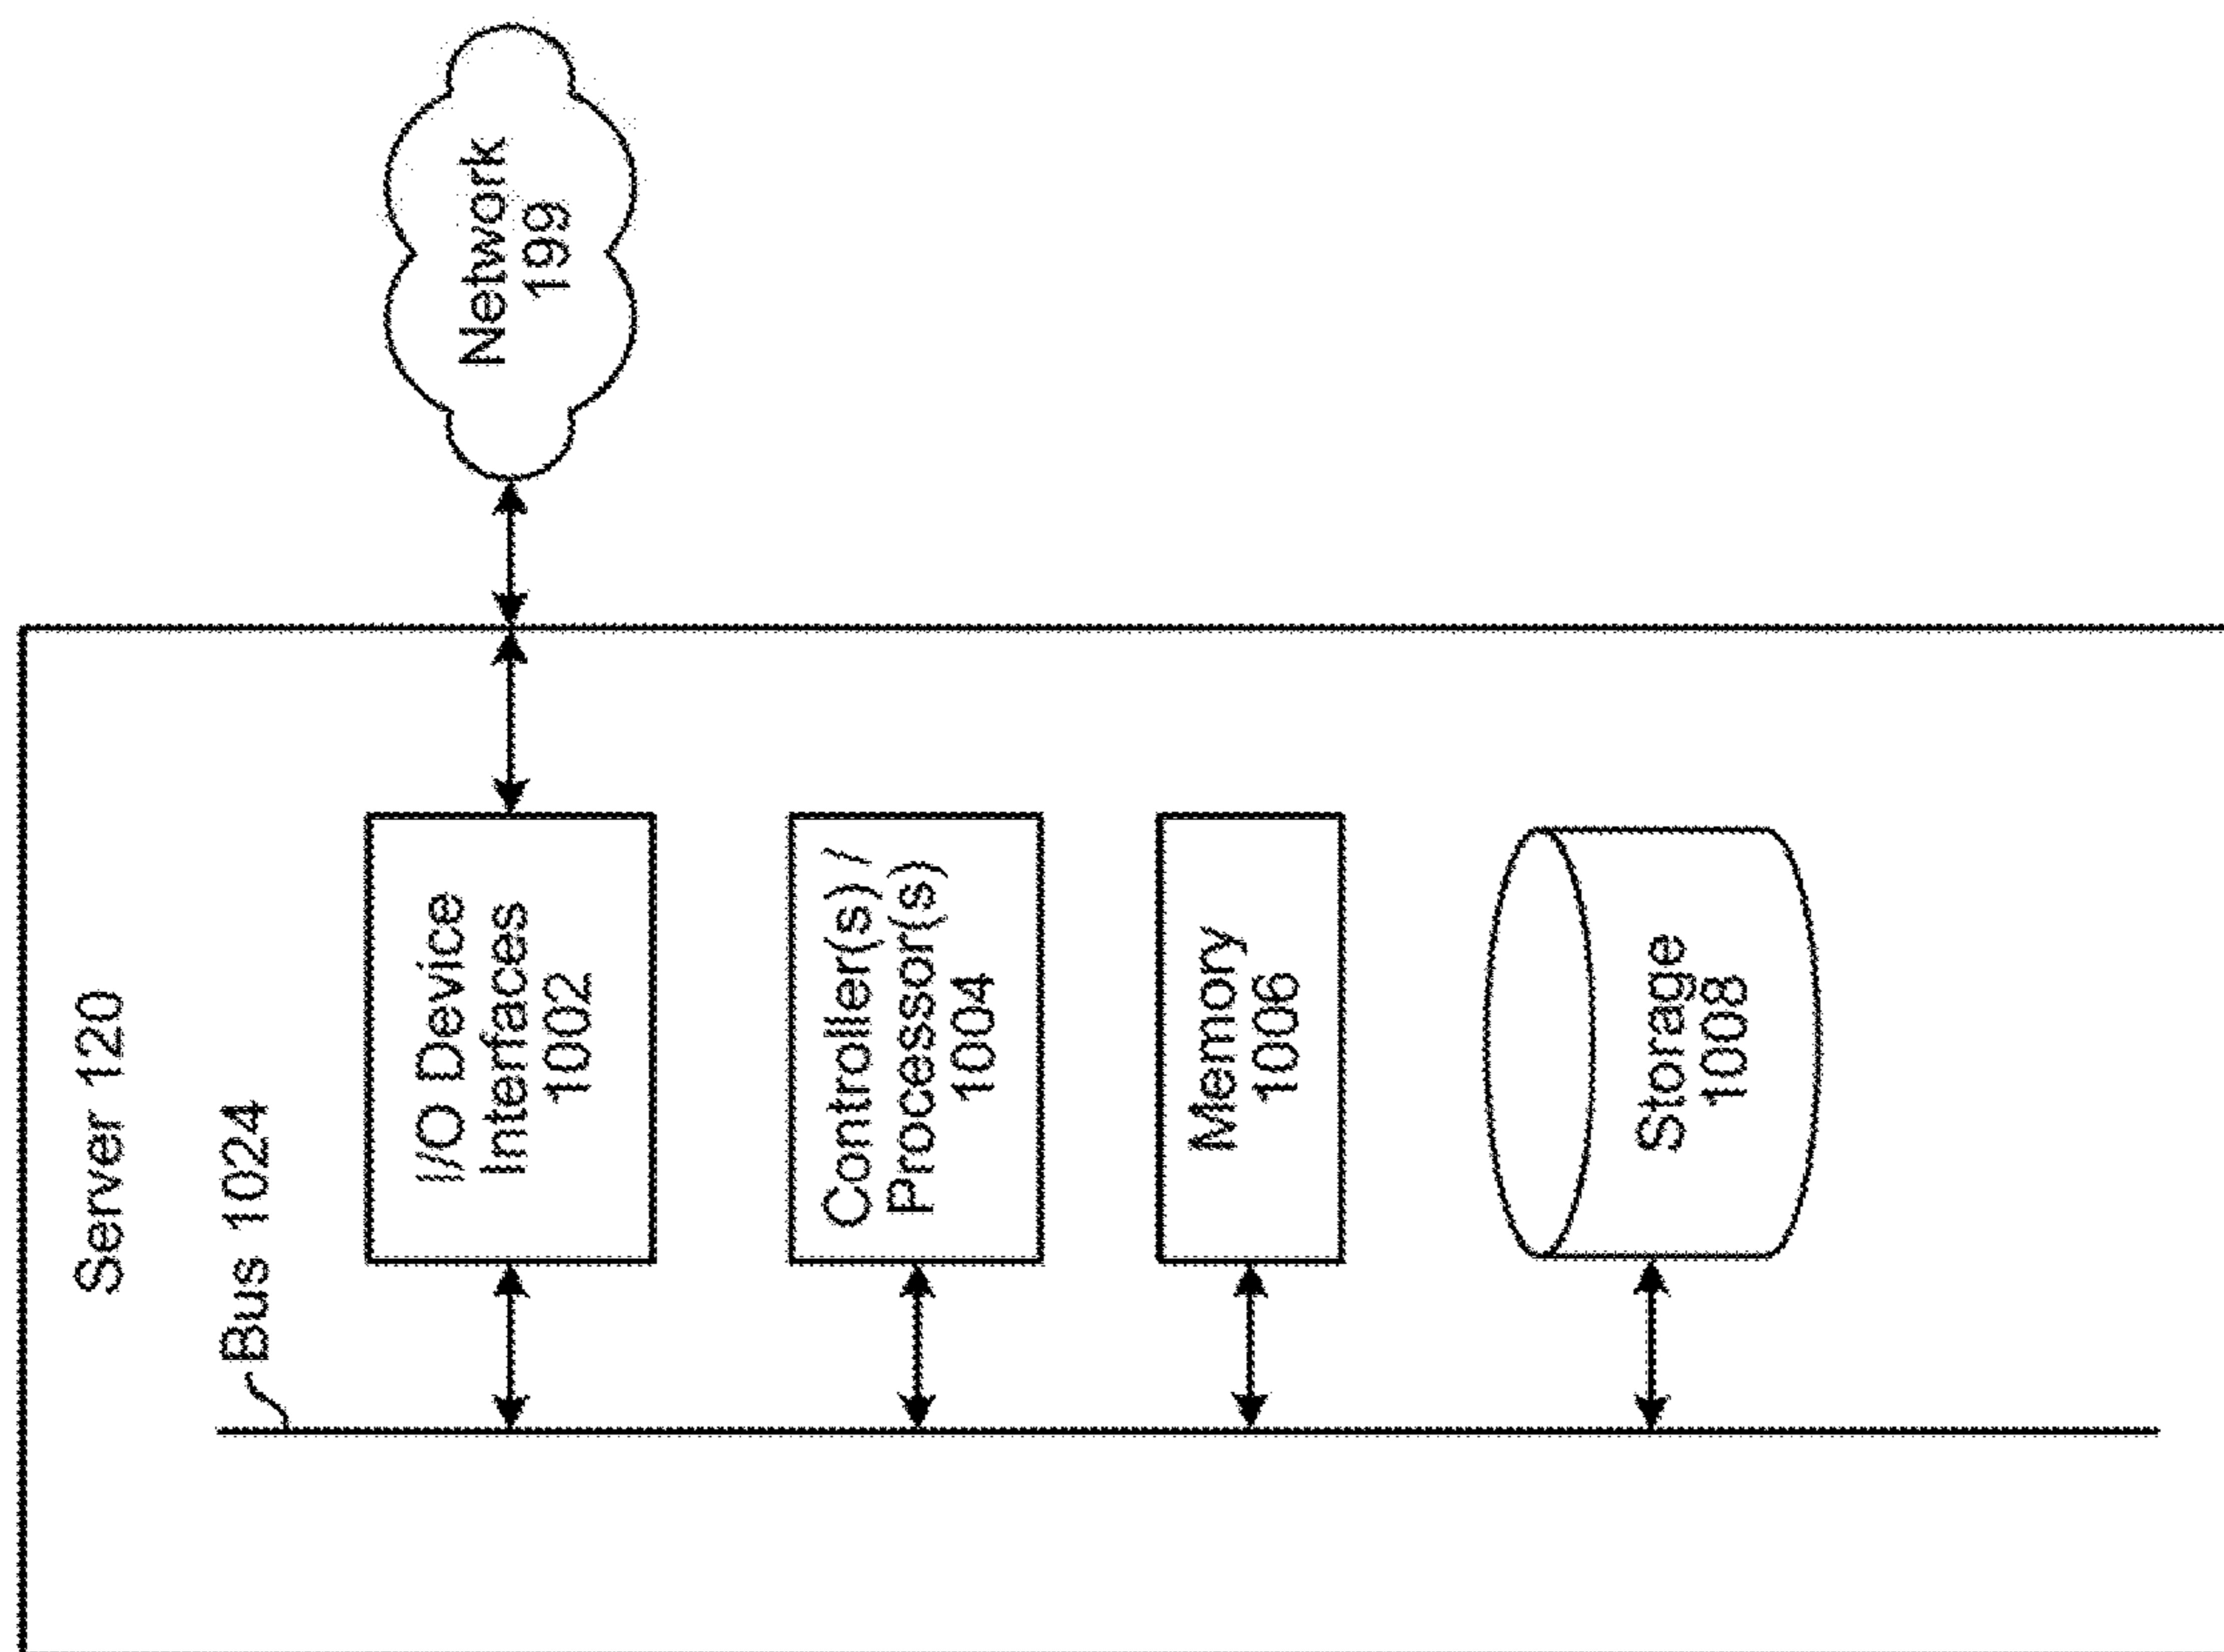 Server 120
Bus 1024
I/O Device
Interfaces
1002
Network
199
Controller(s) /
Processor(s)
1004
Memory
1006
Storage
1008